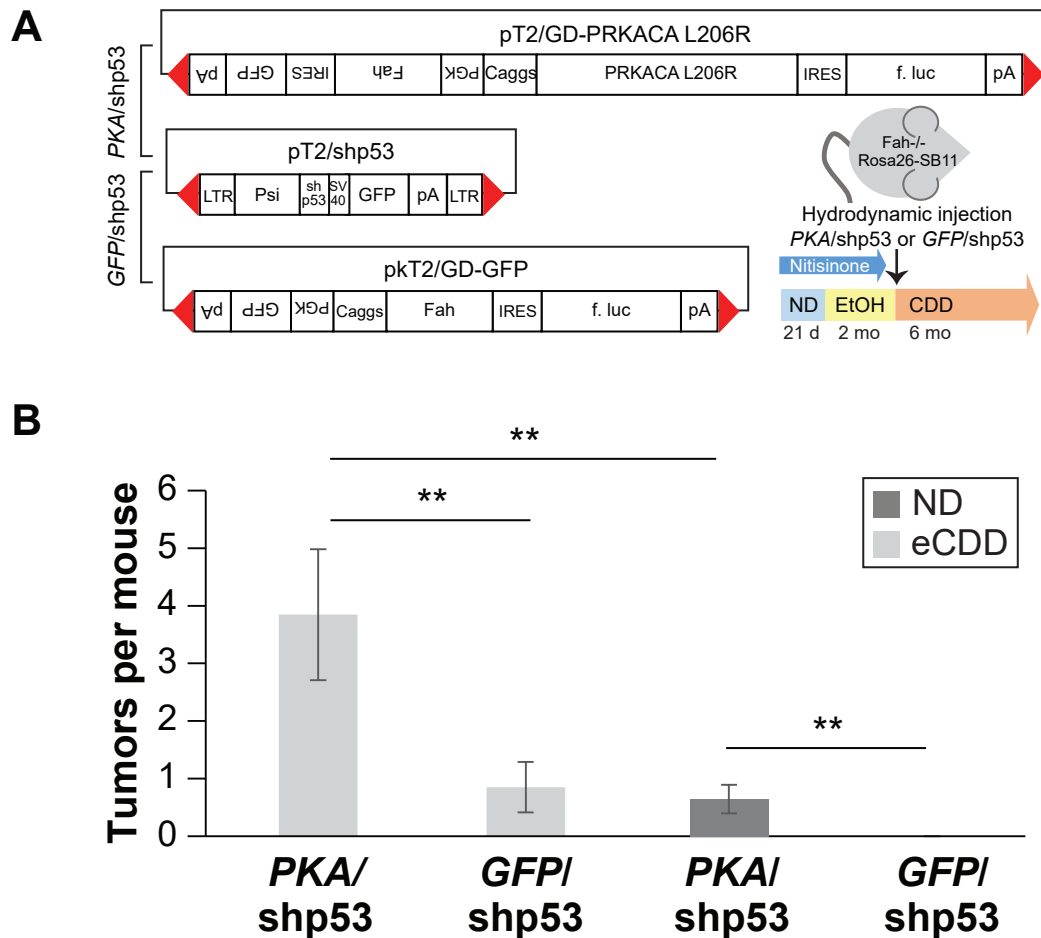 A
pT2/GD-PRKACA L206R
PKA/shp53
pA GFP IRES Fah PGK Caggs PRKACA L206R IRES f. luc pA
pT2/shp53
LTR Psi sh p53 SV 40 GFP pA LTR
GFP/shp53
pkT2/GD-GFP
pA GFP PGK Caggs Fah IRES f. luc pA
Fah-/-
Rosa26-SB11
Hydrodynamic injection
PKA/shp53 or GFP/shp53
Nitisinone
ND EtOH CDD
21 d 2 mo 6 mo
B
**
**
**
ND
eCDD
Tumors per mouse
6
5
4
3
2
1
0
PKA/ GFP/ PKA/ GFP/
shp53 shp53 shp53 shp53